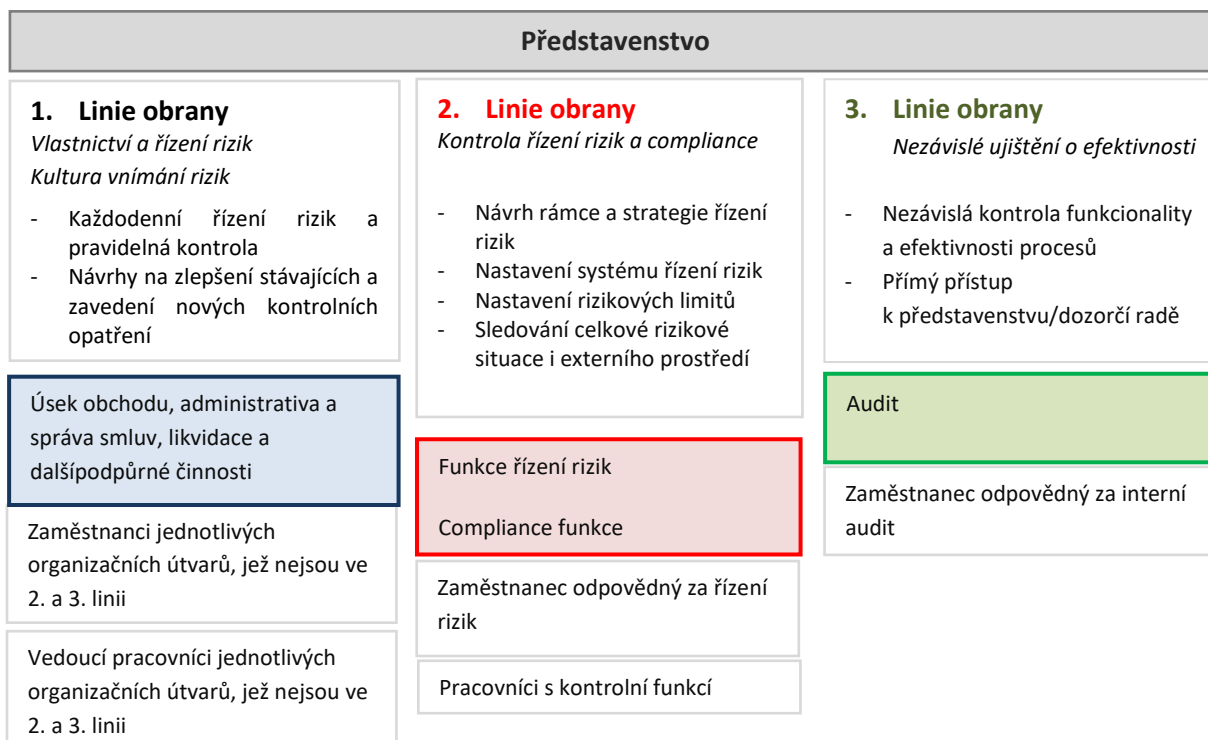 Představenstvo
1. Linie obrany
Vlastnictví a řízení rizik
Kultura vnímání rizik
- Každodenní řízení rizik a
pravidelná kontrola
- Návrhy na zlepšení stávajících a
zavedení nových kontrolních
opatření
Úsek obchodu, administrativa a
správa smluv, likvidace a
dalšípodpůrné činnosti
Zaměstnanci jednotlivých
organizačních útvarů, jež nejsou ve
2. a 3. linii
Vedoucí pracovníci jednotlivých
organizačních útvarů, jež nejsou ve
2. a 3. linii
2. Linie obrany
Kontrola řízení rizik a compliance
- Návrh rámce a strategie řízení
rizik
- Nastavení systému řízení rizik
- Nastavení rizikových limitů
- Sledování celkové rizikové
situace i externího prostředí
Funkce řízení rizik
Compliance funkce
Zaměstnanec odpovědný za řízení
rizik
Pracovníci s kontrolní funkcí
3. Linie obrany
Nezávislé ujištění o efektivnosti
- Nezávislá kontrola funkcionality
a efektivnosti procesů
- Přímý přístup
k představenstvu/dozorčí radě
Audit
Zaměstnanec odpovědný za interní
audit